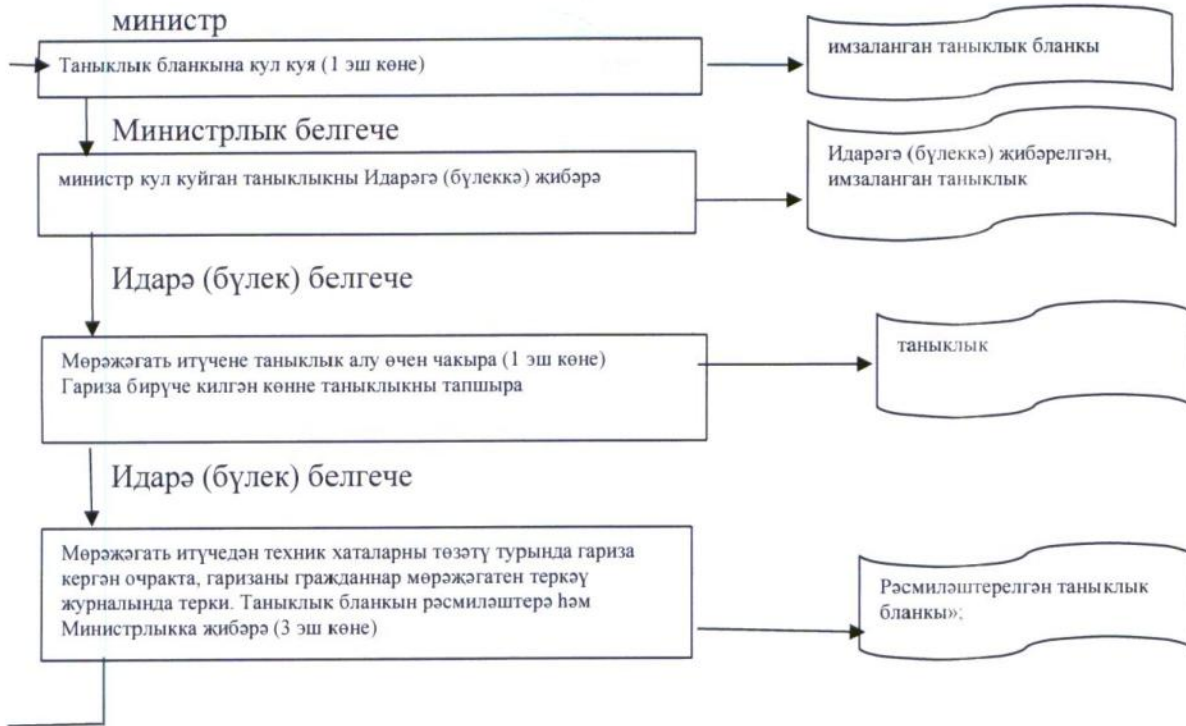 министр
Таныклык бланкына кул куя (1 эш көне)
имзаланган таныклык бланкы
Министрлык белгече
министр кул куйган таныклыкны Идарәгә (бүлеккә) җибәрә
Идарәгә (бүлеккә) җибәрелгән,
имзаланган таныклык
Идарә (бүлек) белгече
Мөрәҗәгать итүчене таныклык алу өчен чакыра (1 эш көне)
Гариза бирүче килгән көнне таныклыкны тапшыра
таныклык
Идарә (бүлек) белгече
Мөрәҗәгать итүчедән техник хаталарны төзәтү турында гариза
кергән очракта, гаризаны гражданнар мөрәҗәгатен теркәү
журналында терки. Таныклык бланкын рәсмиләштерә һәм
Министрлыкка җибәрә (3 эш көне)
Рәсмиләштерелгән таныклык
бланкы»;